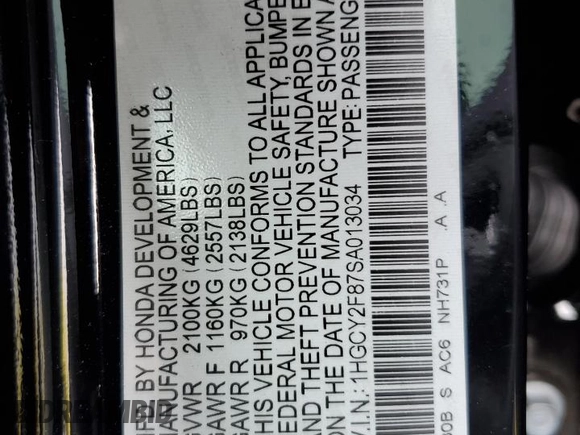 BY HONDA DEVELOPMENT &
MANUFACTURING OF AMERICA, LLC
GVWR 2100KG (4629LBS)
GAWR F 1160KG (2557LBS)
GAWR R 970KG (2138LBS)
THIS VEHICLE CONFORMS TO ALL APPLICA
FEDERAL MOTOR VEHICLE SAFETY, BUMPE
AND THEFT PREVENTION STANDARDS IN E
ON THE DATE OF MANUFACTURE SHOWN A
V.I.N.: 1HGCY2F87SA013034 TYPE: PASSENG
0B S AC6 NH731P A A